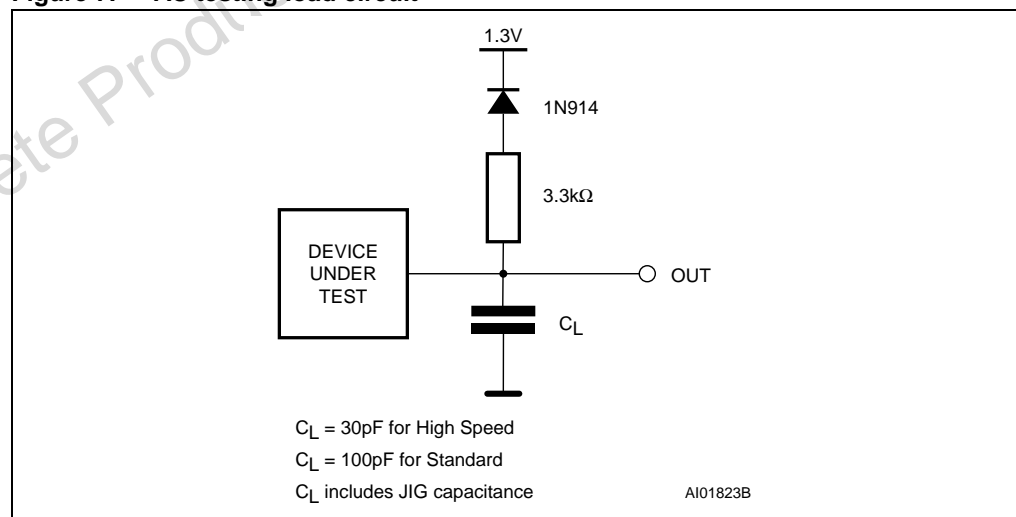 1.3V
1N914
3.3kΩ
DEVICE
UNDER
TEST
OUT
CL
CL = 30pF for High Speed
CL = 100pF for Standard
CL includes JIG capacitance
AI01823B